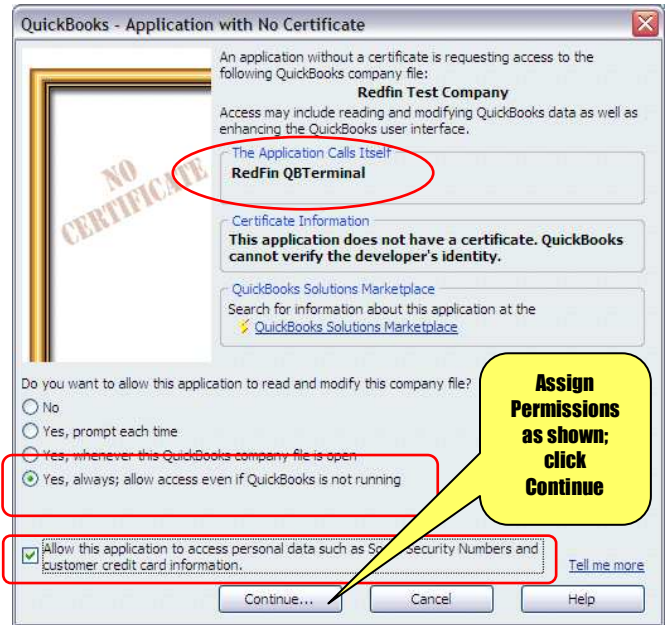 QuickBooks - Application with No Certificate
NO
CERTIFICATE
An application without a certificate is requesting access to the
following QuickBooks company file:
Redfin Test Company
Access may include reading and modifying QuickBooks data as well as
enhancing the QuickBooks user interface.
The Application Calls Itself
RedFin QBTerminal
Certificate Information
This application does not have a certificate. QuickBooks
cannot verify the developer's identity.
QuickBooks Solutions Marketplace
Search for information about this application at the
QuickBooks Solutions Marketplace
Do you want to allow this application to read and modify this company file?
No
Yes, prompt each time
Yes, whenever this QuickBooks company file is open
Yes, always; allow access even if QuickBooks is not running
Assign
Permissions
as shown;
click
Continue
Allow this application to access personal data such as Social Security Numbers and
customer credit card information.
Tell me more
Continue...
Cancel
Help